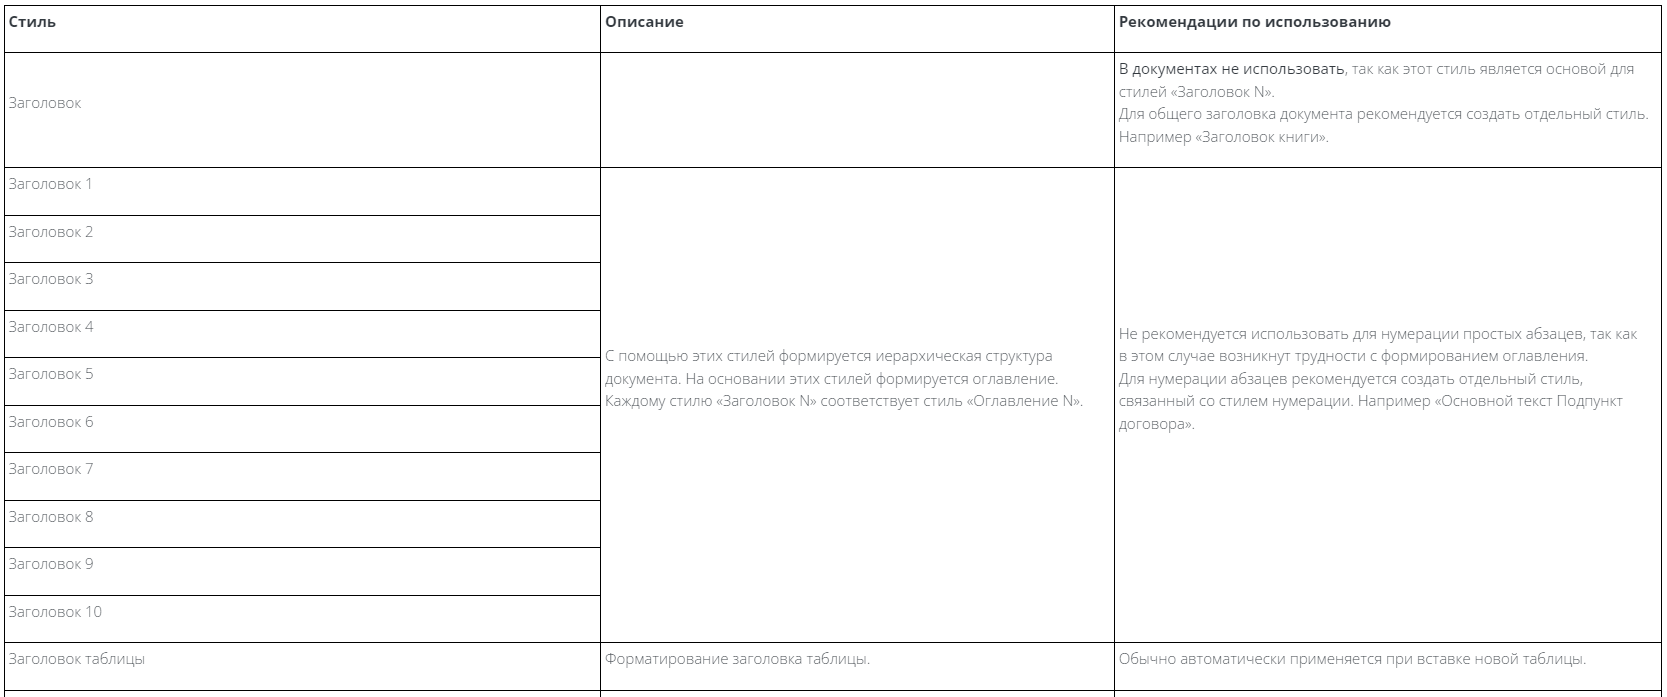 Стиль
Описание
Рекомендации по использованию
Заголовок
В документах не использовать, так как этот стиль является основой для
стилей «Заголовок N».
Для общего заголовка документа рекомендуется создать отдельный стиль.
Например «Заголовок книги».
Заголовок 1
Заголовок 2
Заголовок 3
Заголовок 4
Заголовок 5
Заголовок 6
Заголовок 7
Заголовок 8
Заголовок 9
Заголовок 10
С помощью этих стилей формируется иерархическая структура
документа. На основании этих стилей формируется оглавление.
Каждому стилю «Заголовок N» соответствует стиль «Оглавление N».
Не рекомендуется использовать для нумерации простых абзацев, так как
в этом случае возникнут трудности с формированием оглавления.
Для нумерации абзацев рекомендуется создать отдельный стиль,
связанный со стилем нумерации. Например «Основной текст Подпункт
договора».
Заголовок таблицы
Форматирование заголовка таблицы.
Обычно автоматически применяется при вставке новой таблицы.